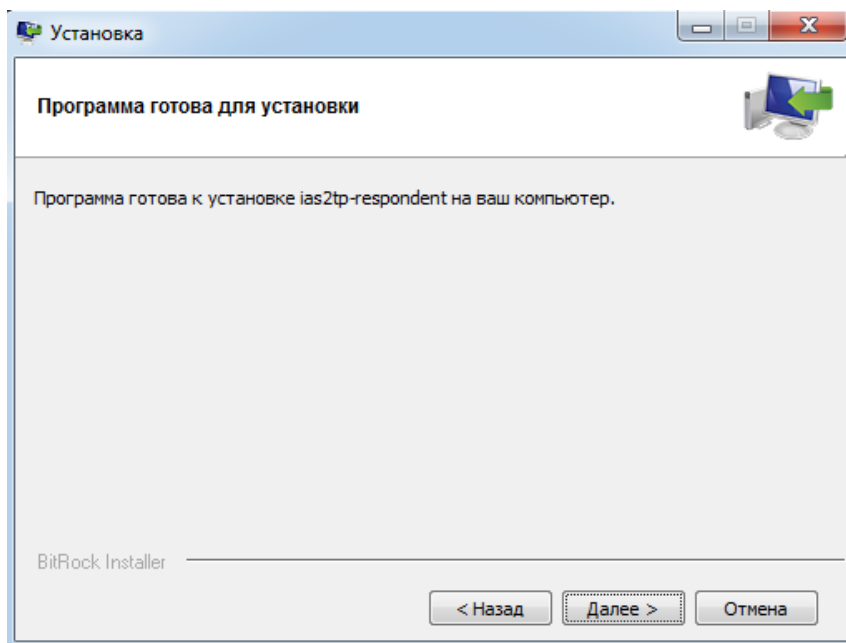 Установка
Программа готова для установки
Программа готова к установке ias2tp-respondent на ваш компьютер.
BitRock Installer
< Назад
Далее >
Отмена